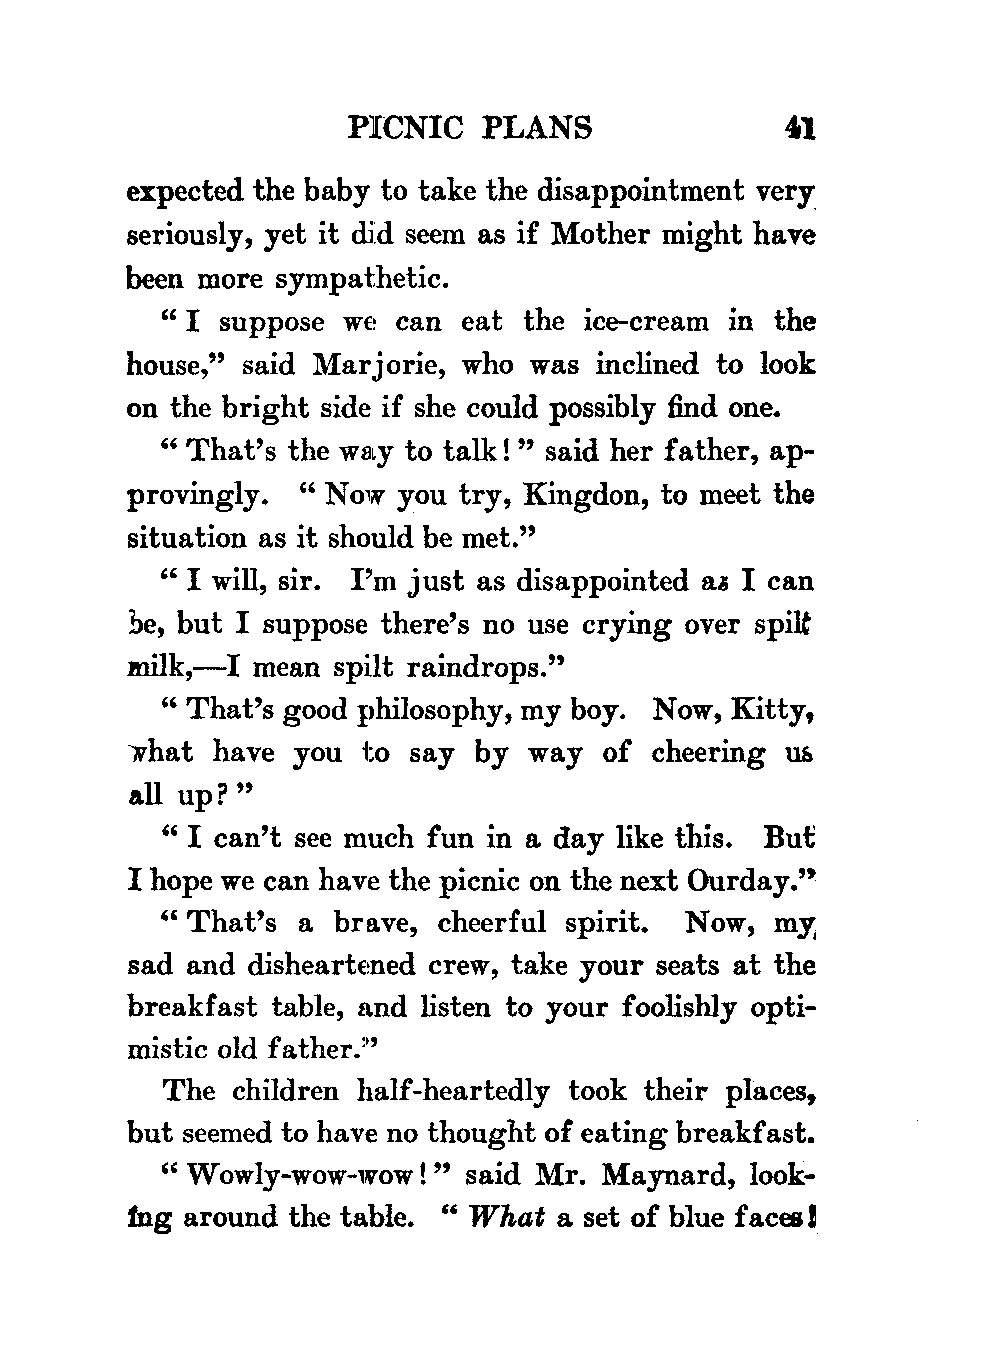 PICNIC PLANS 41
expected the baby to take the disappointment very
seriously, yet it did seem as if Mother might have
been more sympathetic.
“ I suppose we can eat the ice-cream in the
house,” said Marjorie, who was inclined to look
on the bright side if she could possibly find one.
“ That’s the way to talk! ” said her father, ap-
provingly. “ Now you try, Kingdon, to meet the
situation as it should be met.”
“ I will, sir. I’m just as disappointed as I can
be, but I suppose there’s no use crying over spilt
milk,—I mean spilt raindrops.”
“ That’s good philosophy, my boy. Now, Kitty,
what have you to say by way of cheering us
all up? ”
“ I can’t see much fun in a day like this. But
I hope we can have the picnic on the next Ourday.”
“ That’s a brave, cheerful spirit. Now, my
sad and disheartened crew, take your seats at the
breakfast table, and listen to your foolishly opti-
mistic old father.”
The children half-heartedly took their places,
but seemed to have no thought of eating breakfast.
“ Wowly-wow-wow! ” said Mr. Maynard, look-
ing around the table. “ What a set of blue faces!